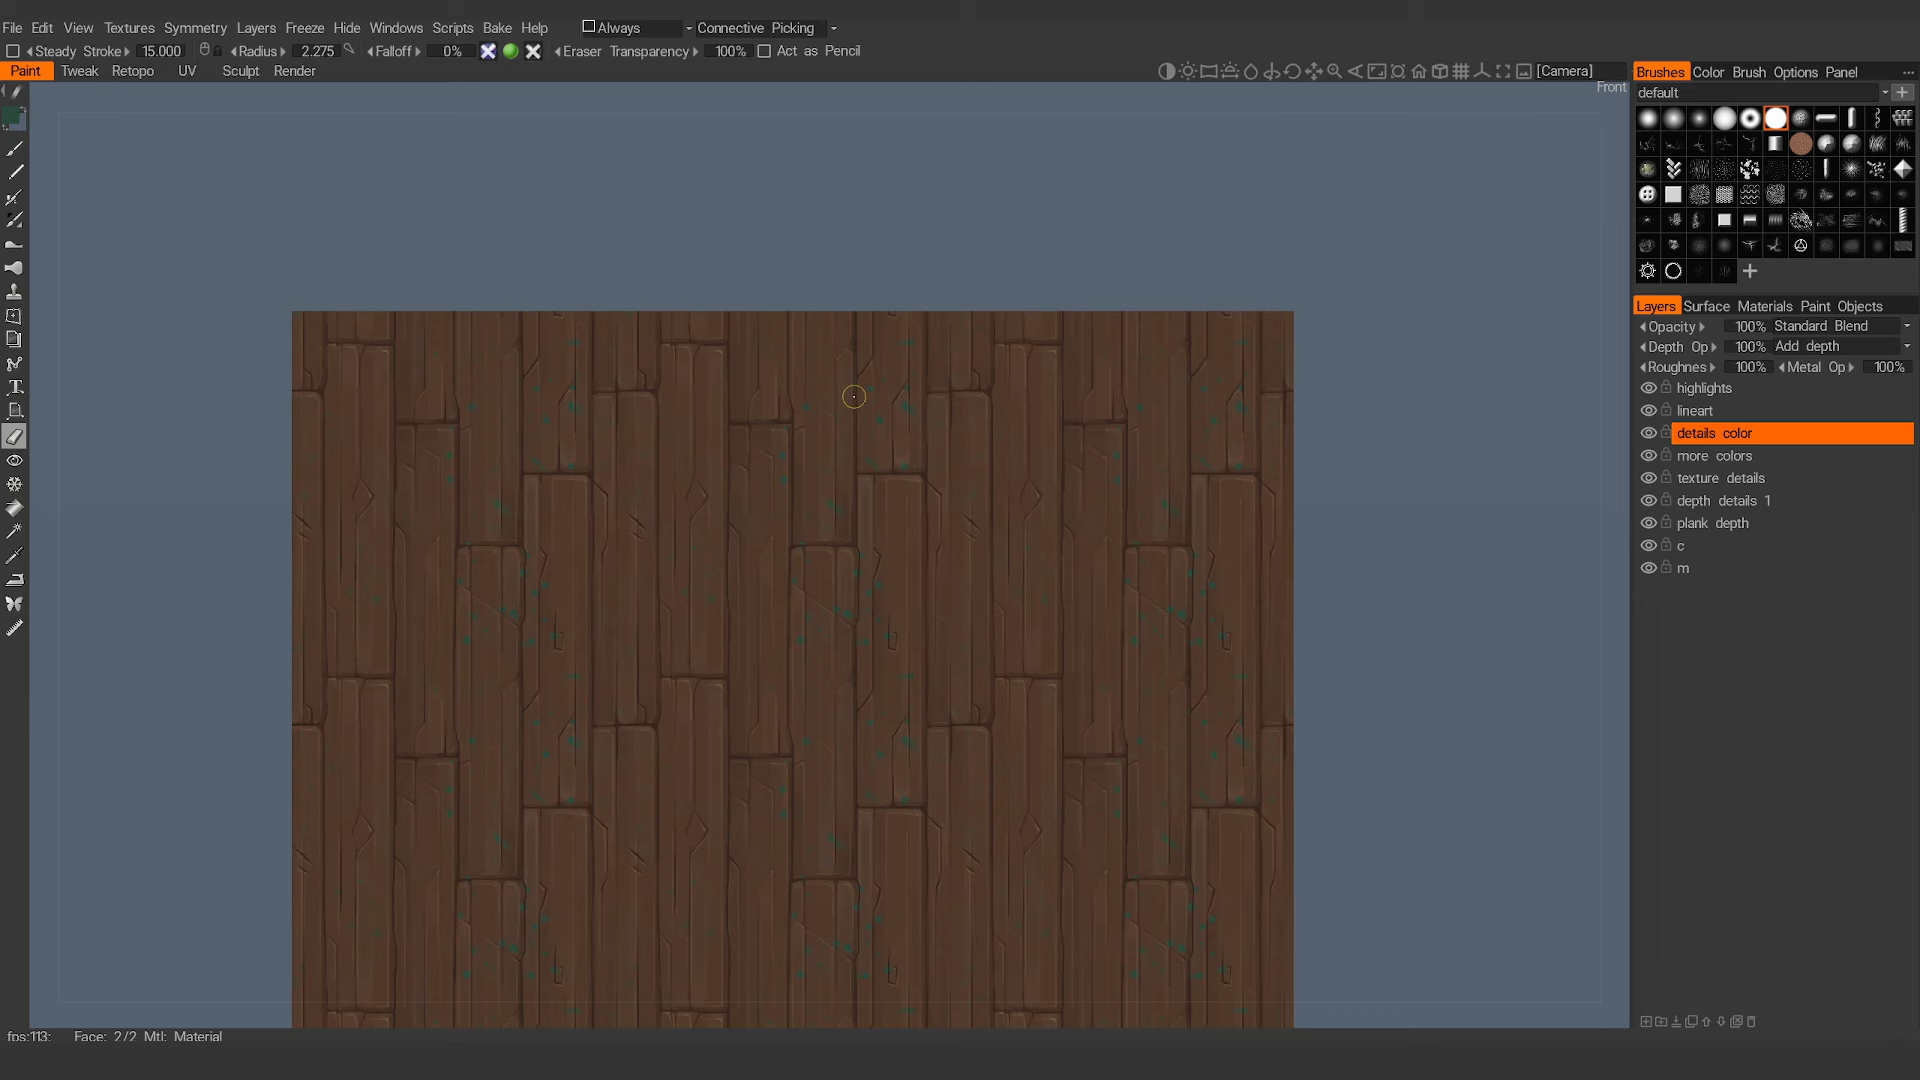 File Edit View Textures Symmetry Layers Freeze Hide Windows Scripts Bake Help Always Connective Picking
Steady Stroke 15.000 Radius 2.275 Falloff 0% Eraser Transparency 100% Act as Pencil
Paint Tweak Retopo UV Sculpt Render [Camera]
Front
Brushes Color Brush Options Panel
default
Layers Surface Materials Paint Objects
Opacity 100% Standard Blend
Depth Op 100% Add depth
Roughnes 100% Metal Op 100%
highlights
lineart
details color
more colors
texture details
depth details 1
plank depth
c
m
fps:113; Face: 2/2 Mtl: Material